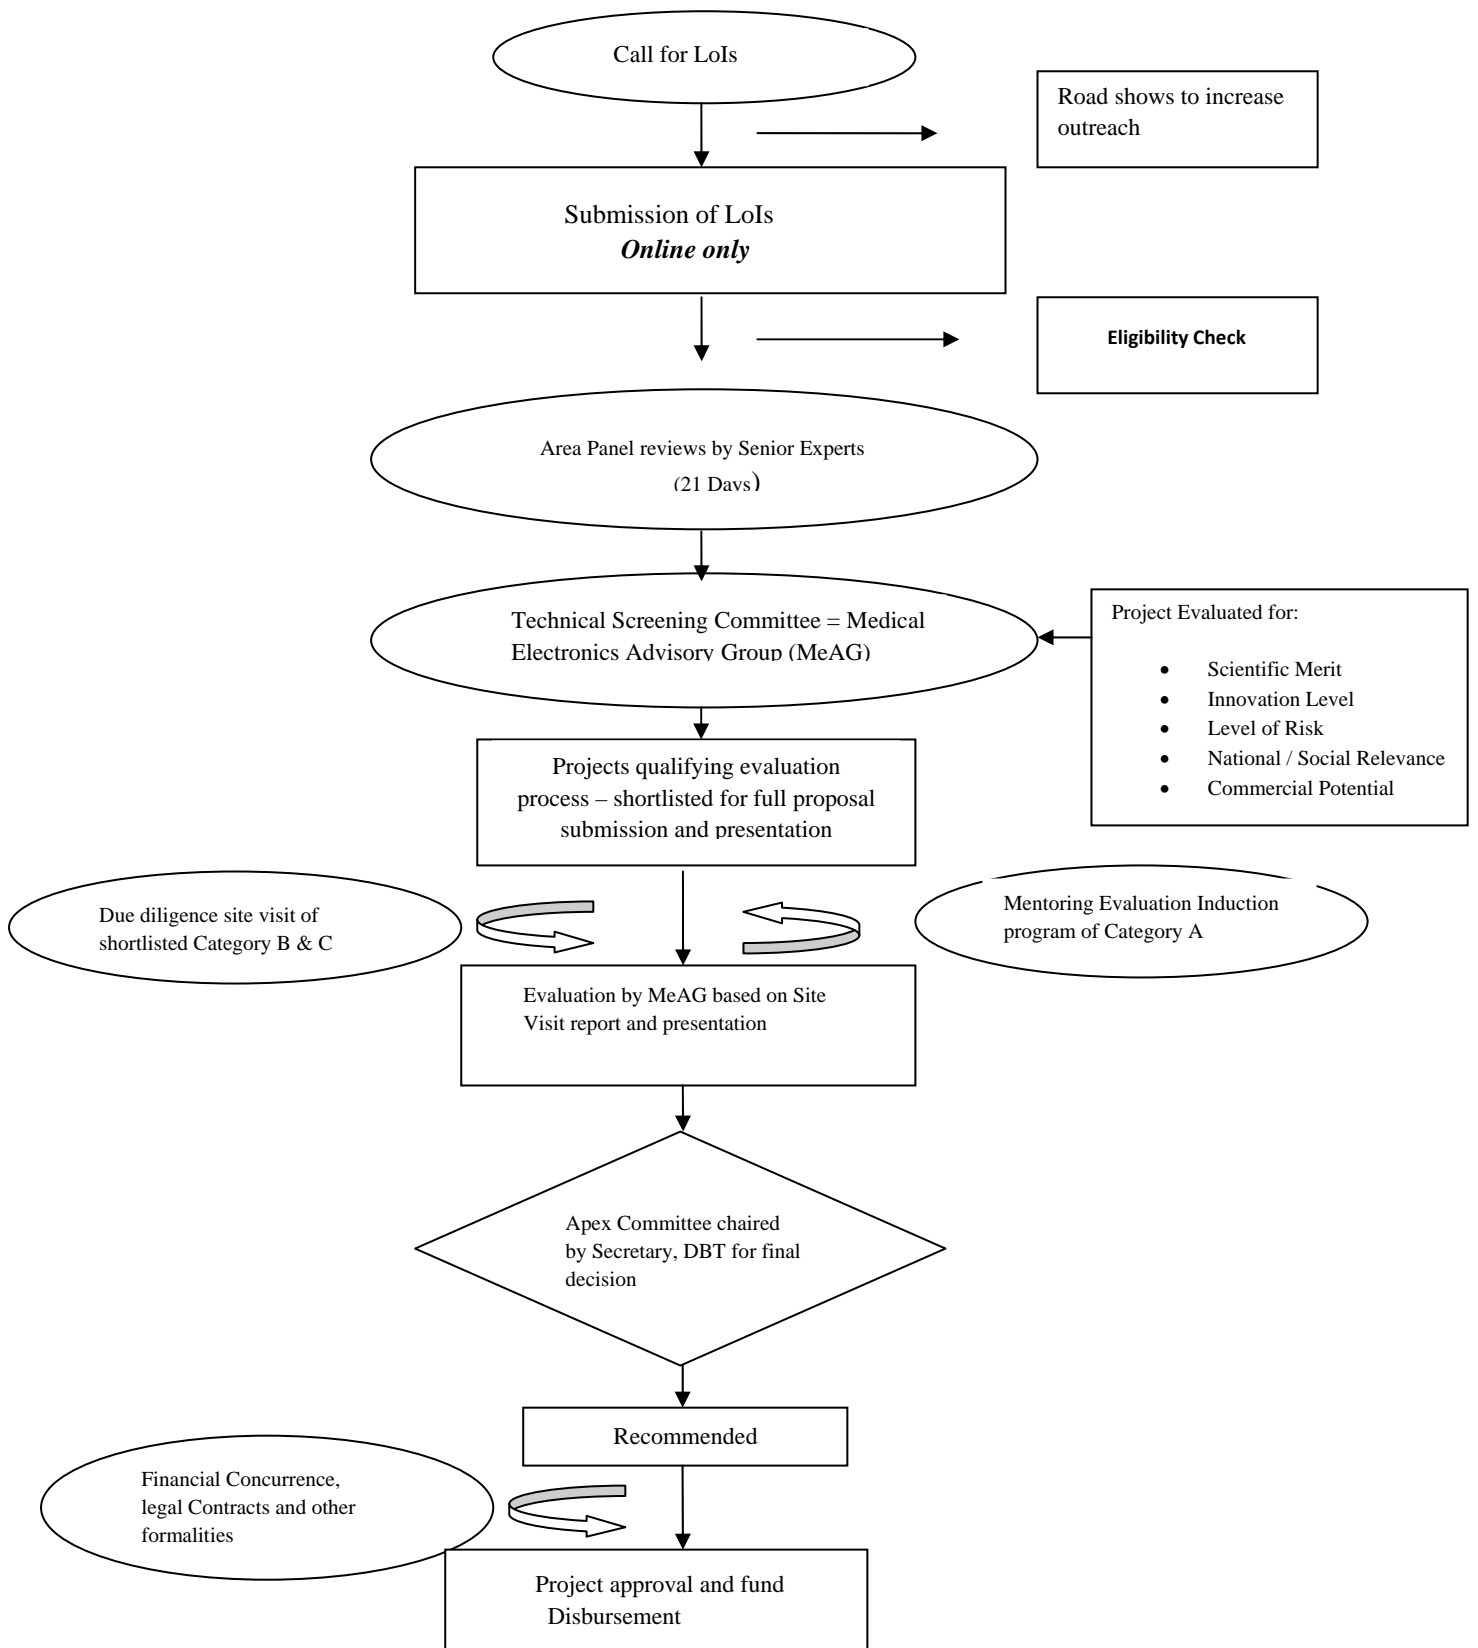 Call for LoIs
Road shows to increase
outreach
Submission of LoIs
Online only
Eligibility Check
Area Panel reviews by Senior Experts
(21 Days)
Technical Screening Committee = Medical
Electronics Advisory Group (MeAG)
Project Evaluated for:
• Scientific Merit
• Innovation Level
• Level of Risk
• National / Social Relevance
• Commercial Potential
Projects qualifying evaluation
process – shortlisted for full proposal
submission and presentation
Due diligence site visit of
shortlisted Category B & C
Mentoring Evaluation Induction
program of Category A
Evaluation by MeAG based on Site
Visit report and presentation
Apex Committee chaired
by Secretary, DBT for final
decision
Recommended
Financial Concurrence,
legal Contracts and other
formalities
Project approval and fund
Disbursement